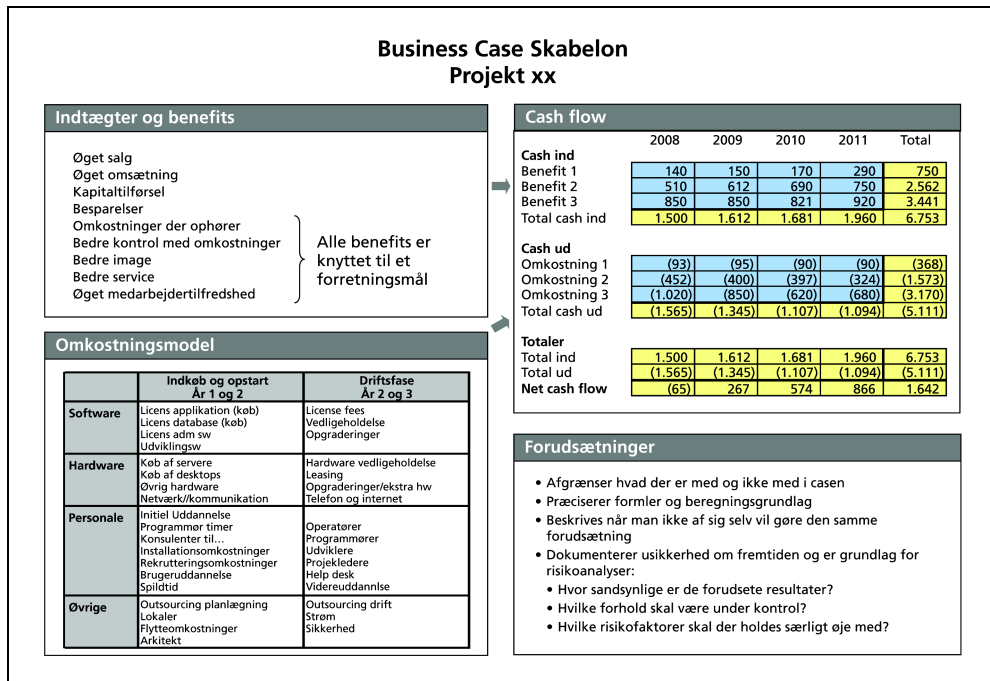 Business Case Skabelon
Projekt xx
Indtægter og benefits
Øget salg
Øget omsætning
Kapitaltilførsel
Besparelser
Omkostninger der ophører
Bedre kontrol med omkostninger
Bedre image
Bedre service
Øget medarbejdertilfredshed
Alle benefits er
knyttet til et
forretningsmål
Omkostningsmodel
Indkøb og opstart Driftsfase
År 1 og 2 År 2 og 3
Software
Licens applikation (køb)
Licens database (køb)
Licens adm sw
Udviklingsw
License fees
Vedligeholdelse
Opgraderinger
Hardware
Køb af servere
Køb af desktops
Øvrig hardware
Netværk//kommunikation
Hardware vedligeholdelse
Leasing
Opgraderinger/ekstra hw
Telefon og internet
Personale
Initiel Uddannelse
Programmør timer
Konsulenter til...
Installationsomkostninger
Rekrutteringsomkostninger
Brugeruddannelse
Spildtid
Operatører
Programmører
Udviklere
Projekledere
Help desk
Videreuddannlse
Øvrige
Outsourcing planlægning
Lokaler
Flytteomkostninger
Arkitekt
Outsourcing drift
Strøm
Sikkerhed
Cash flow
2008 2009 2010 2011 Total
Cash ind
Benefit 1 140 150 170 290 750
Benefit 2 510 612 690 750 2.562
Benefit 3 850 850 821 920 3.441
Total cash ind 1.500 1.612 1.681 1.960 6.753
Cash ud
Omkostning 1 (93) (95) (90) (90) (368)
Omkostning 2 (452) (400) (397) (324) (1.573)
Omkostning 3 (1.020) (850) (620) (680) (3.170)
Total cash ud (1.565) (1.345) (1.107) (1.094) (5.111)
Totaler
Total ind 1.500 1.612 1.681 1.960 6.753
Total ud (1.565) (1.345) (1.107) (1.094) (5.111)
Net cash flow (65) 267 574 866 1.642
Forudsætninger
• Afgrænser hvad der er med og ikke med i casen
• Præciserer formler og beregningsgrundlag
• Beskrives når man ikke af sig selv vil gøre den samme
forudsætning
• Dokumenterer usikkerhed om fremtiden og er grundlag for
risikoanalyser:
• Hvor sandsynlige er de forudsete resultater?
• Hvilke forhold skal være under kontrol?
• Hvilke risikofaktorer skal der holdes særligt øje med?